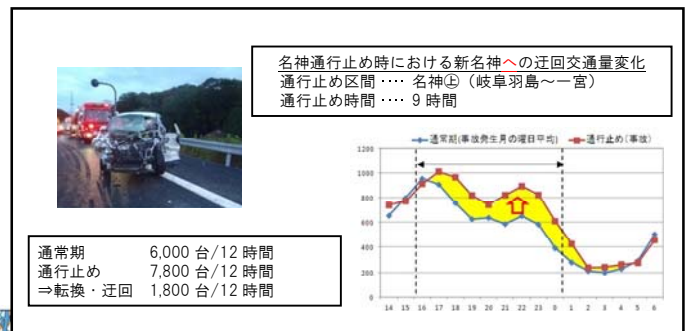 名神通行止め時における新名神への迂回交通量変化
通行止め区間 ‥‥ 名神㊤（岐阜羽島～一宮）
通行止め時間 ‥‥ 9 時間
通常期(事故発生月の曜日平均)
通行止め(事故)
1200
1000
800
600
400
200
0
14 15 16 17 18 19 20 21 22 23 0 1 2 3 4 5 6
通常期 6,000 台/12 時間
通行止め 7,800 台/12 時間
⇒転換・迂回 1,800 台/12 時間